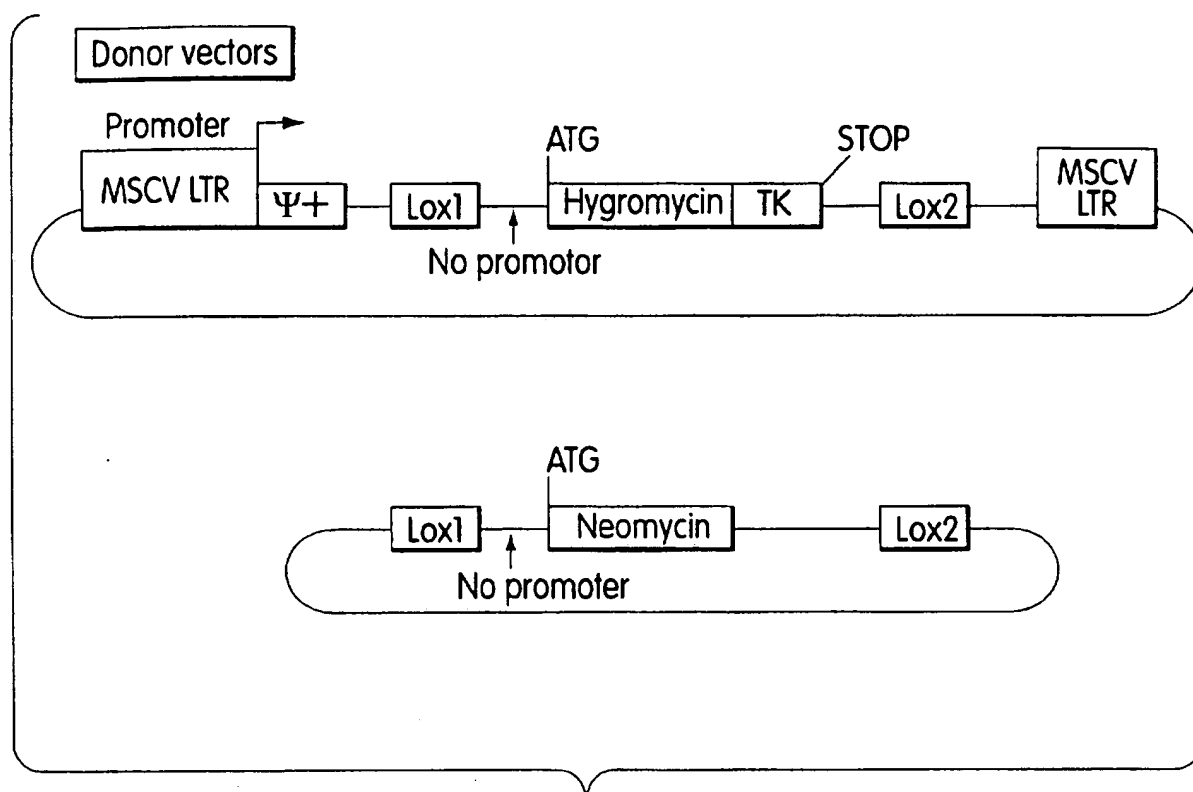 Donor vectors
Promoter
ATG
STOP
MSCV LTR
Ψ+
Lox1
Hygromycin
TK
Lox2
MSCV
LTR
No promotor
ATG
Lox1
Neomycin
Lox2
No promoter